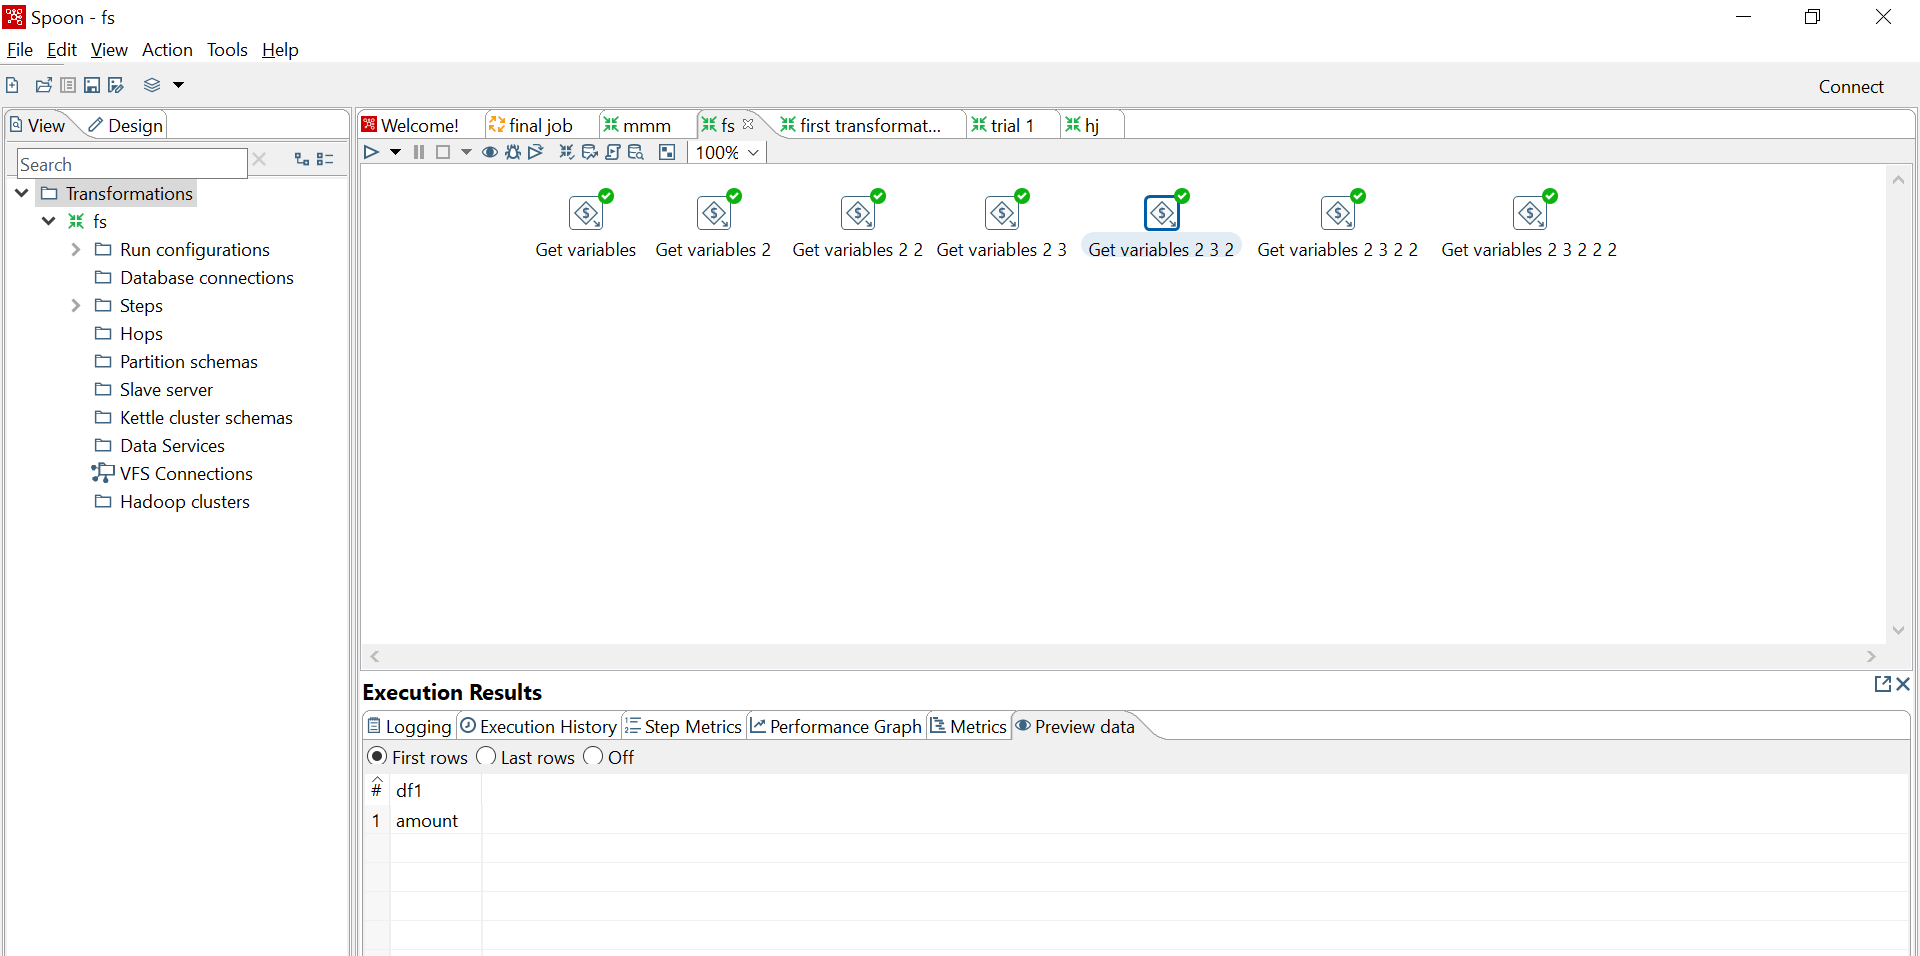 Spoon - fs
File Edit View Action Tools Help
Connect
View Design
Welcome! final job mmm fs first transformat... trial 1 hj
Search
100%
Transformations
fs
Run configurations
Database connections
Steps
Hops
Partition schemas
Slave server
Kettle cluster schemas
Data Services
VFS Connections
Hadoop clusters
Get variables Get variables 2 Get variables 2 2 Get variables 2 3 Get variables 2 3 2 Get variables 2 3 2 2 Get variables 2 3 2 2 2
Execution Results
Logging Execution History Step Metrics Performance Graph Metrics Preview data
First rows Last rows Off
# df1
1 amount